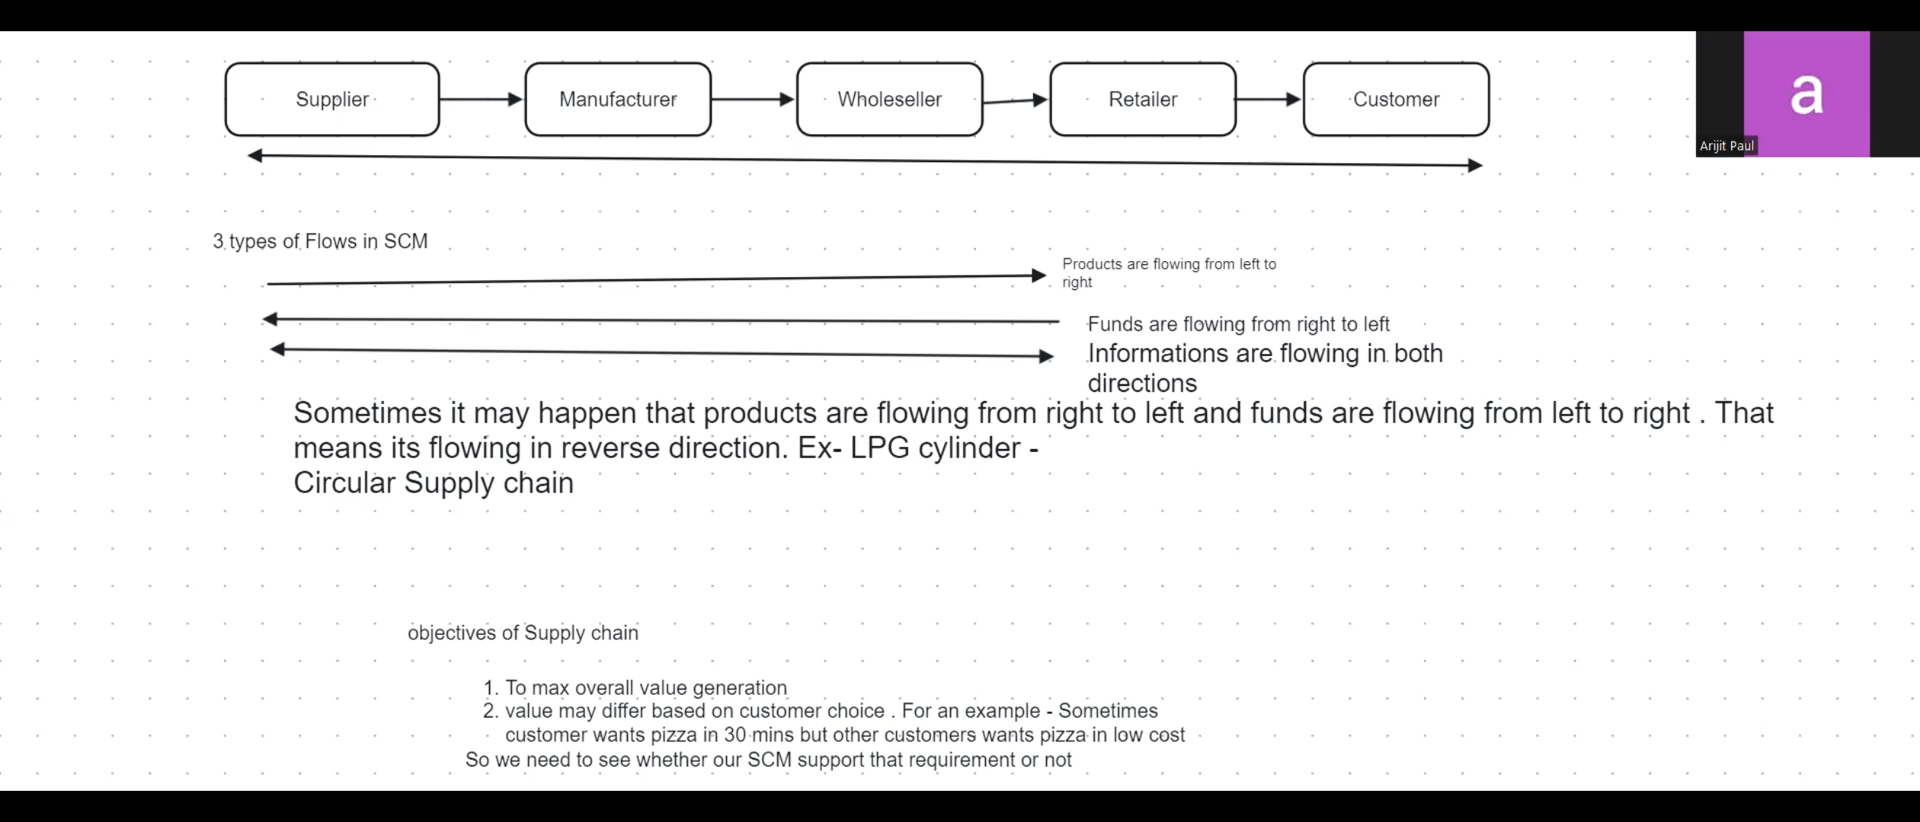 Supplier
Manufacturer
Wholeseller
Retailer
Customer
a
Arijit Paul
3 types of Flows in SCM
Products are flowing from left to
right
Funds are flowing from right to left
Informations are flowing in both
directions
Sometimes it may happen that products are flowing from right to left and funds are flowing from left to right . That
means its flowing in reverse direction. Ex- LPG cylinder -
Circular Supply chain
objectives of Supply chain
1. To max overall value generation
2. value may differ based on customer choice . For an example - Sometimes
customer wants pizza in 30 mins but other customers wants pizza in low cost
So we need to see whether our SCM support that requirement or not